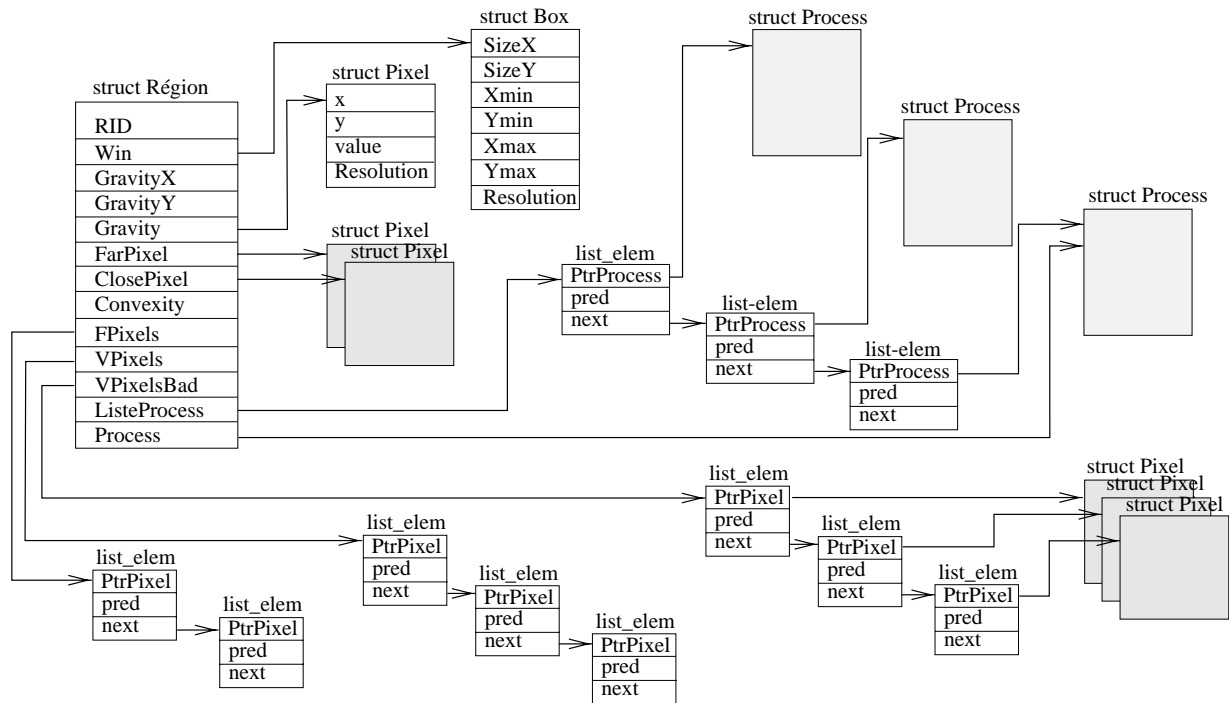 struct Région
RID
Win
GravityX
GravityY
Gravity
FarPixel
ClosePixel
Convexity
FPixels
VPixels
VPixelsBad
ListeProcess
Process
struct Pixel
x
y
value
Resolution
struct Box
SizeX
SizeY
Xmin
Ymin
Xmax
Ymax
Resolution
struct Pixel
struct Pixel
struct Process
struct Process
struct Process
list_elem
PtrProcess
pred
next
list-elem
PtrProcess
pred
next
list-elem
PtrProcess
pred
next
list_elem
PtrPixel
pred
next
list_elem
PtrPixel
pred
next
list_elem
PtrPixel
pred
next
list_elem
PtrPixel
pred
next
list_elem
PtrPixel
pred
next
list_elem
PtrPixel
pred
next
list_elem
PtrPixel
pred
next
list_elem
PtrPixel
pred
next
struct Pixel
struct Pixel
struct Pixel